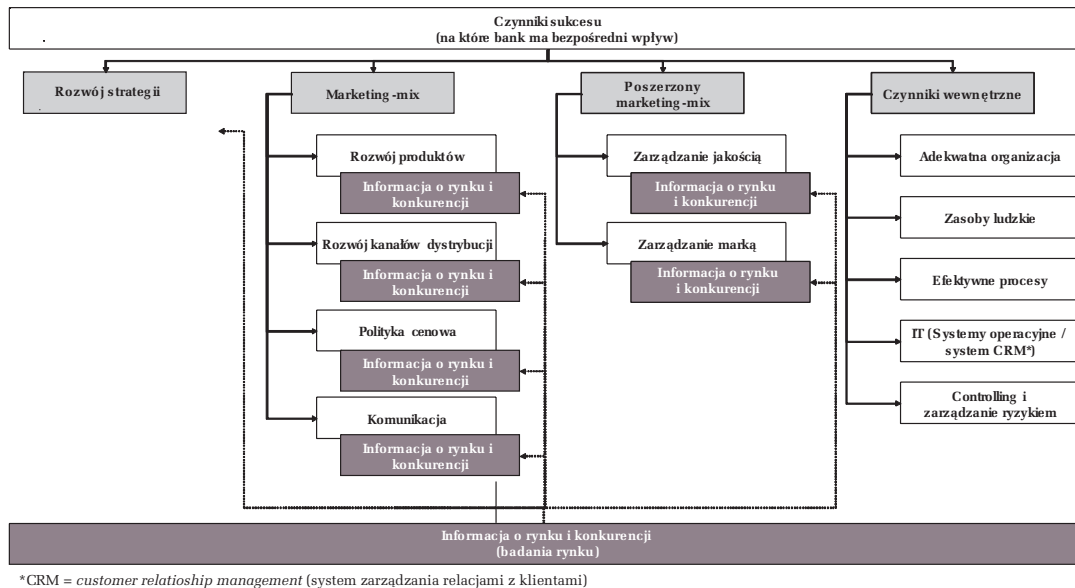 Czynniki sukcesu
(na które bank ma bezpośredni wpływ)
Rozwój strategii
Marketing-mix
Poszerzony
marketing-mix
Czynniki wewnętrzne
Rozwój produktów
Informacja o rynku i
konkurencji
Rozwój kanałów dystrybucji
Informacja o rynku i
konkurencji
Polityka cenowa
Informacja o rynku i
konkurencji
Komunikacja
Informacja o rynku i
konkurencji
Zarządzanie jakością
Informacja o rynku
i konkurencji
Zarządzanie marką
Informacja o rynku
i konkurencji
Adekwatna organizacja
Zasoby ludzkie
Efektywne procesy
IT (Systemy operacyjne /
system CRM*)
Controlling i
zarządzanie ryzykiem
Informacja o rynku i konkurencji
(badania rynku)
*CRM = customer relatioship management (system zarządzania relacjami z klientami)